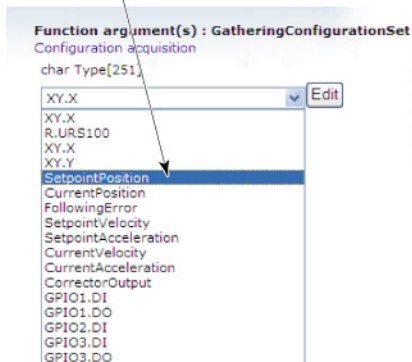 Function argument(s) : GatheringConfigurationSet
Configuration acquisition
char Type[251]
XY.X
Edit
XY.X
R.URS100
XY.X
XY.Y
SetpointPosition
CurrentPosition
FollowingError
SetpointVelocity
SetpointAcceleration
CurrentVelocity
CurrentAcceleration
CorrectorOutput
GPIO1.DI
GPIO1.DO
GPIO2.DI
GPIO3.DI
GPIO3.DO